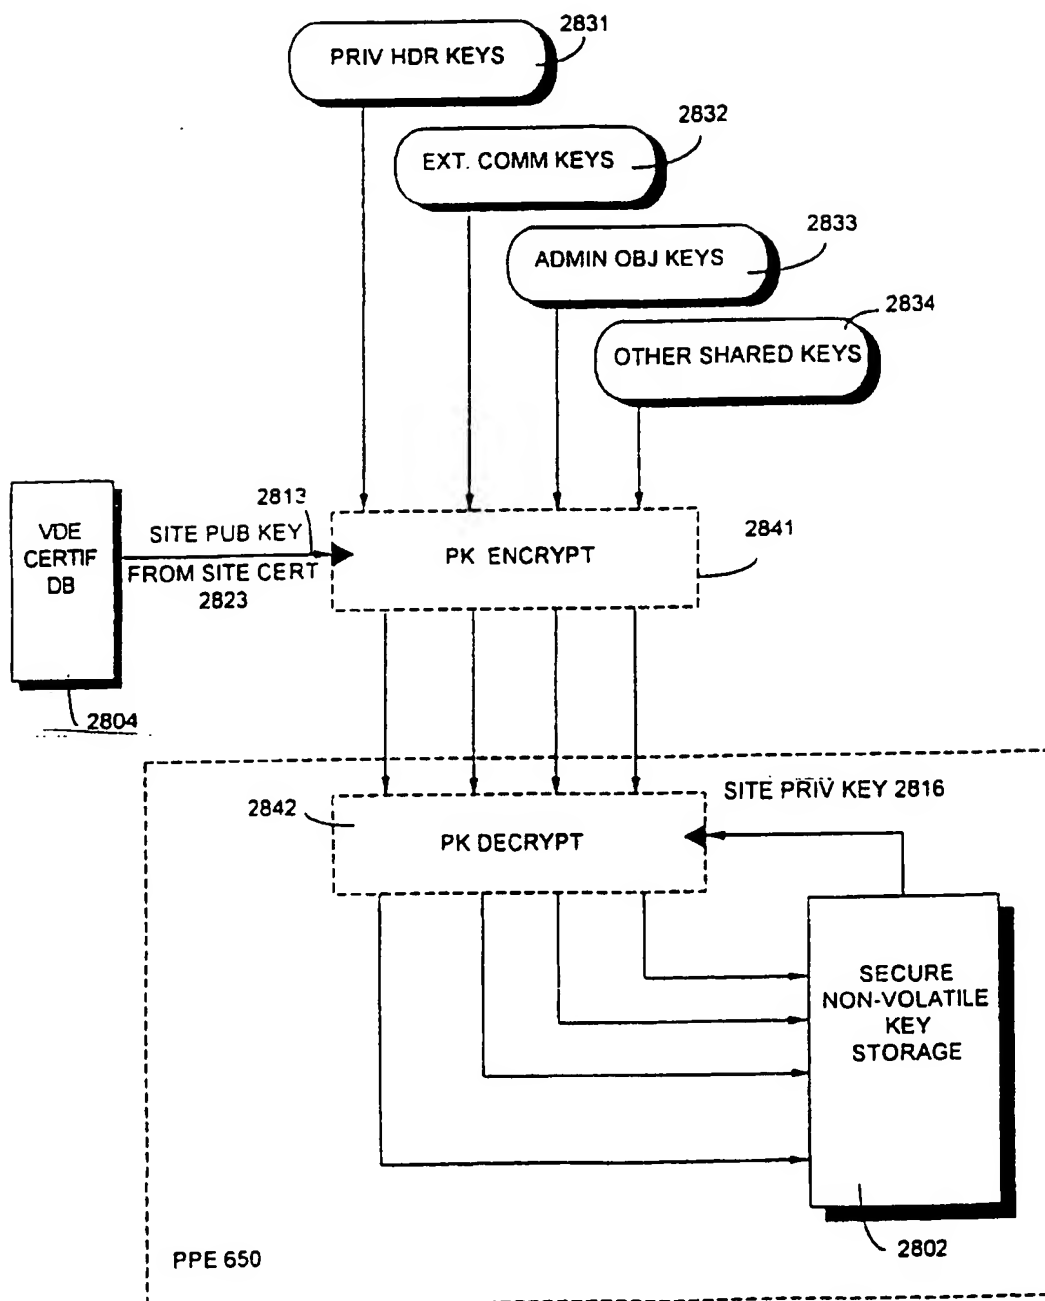 2831
PRIV HDR KEYS
2832
EXT. COMM KEYS
2833
ADMIN OBJ KEYS
2834
OTHER SHARED KEYS
VDE
CERTIF
DB
2813
SITE PUB KEY
FROM SITE CERT
2823
PK ENCRYPT
2841
2804
2842
PK DECRYPT
SITE PRIV KEY 2816
SECURE
NON-VOLATILE
KEY
STORAGE
2802
PPE 650